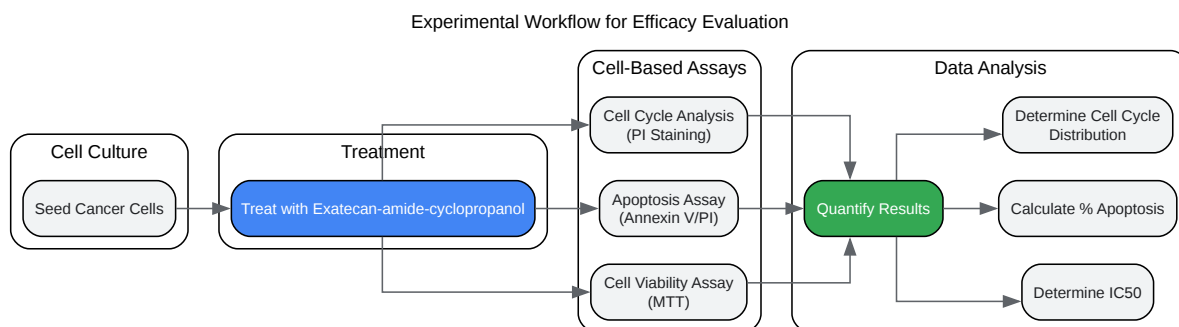 Experimental Workflow for Efficacy Evaluation
Cell Culture
Seed Cancer Cells
Treatment
Treat with Exatecan-amide-cyclopropanol
Cell-Based Assays
Cell Cycle Analysis
(PI Staining)
Apoptosis Assay
(Annexin V/PI)
Cell Viability Assay
(MTT)
Data Analysis
Quantify Results
Determine Cell Cycle
Distribution
Calculate % Apoptosis
Determine IC50